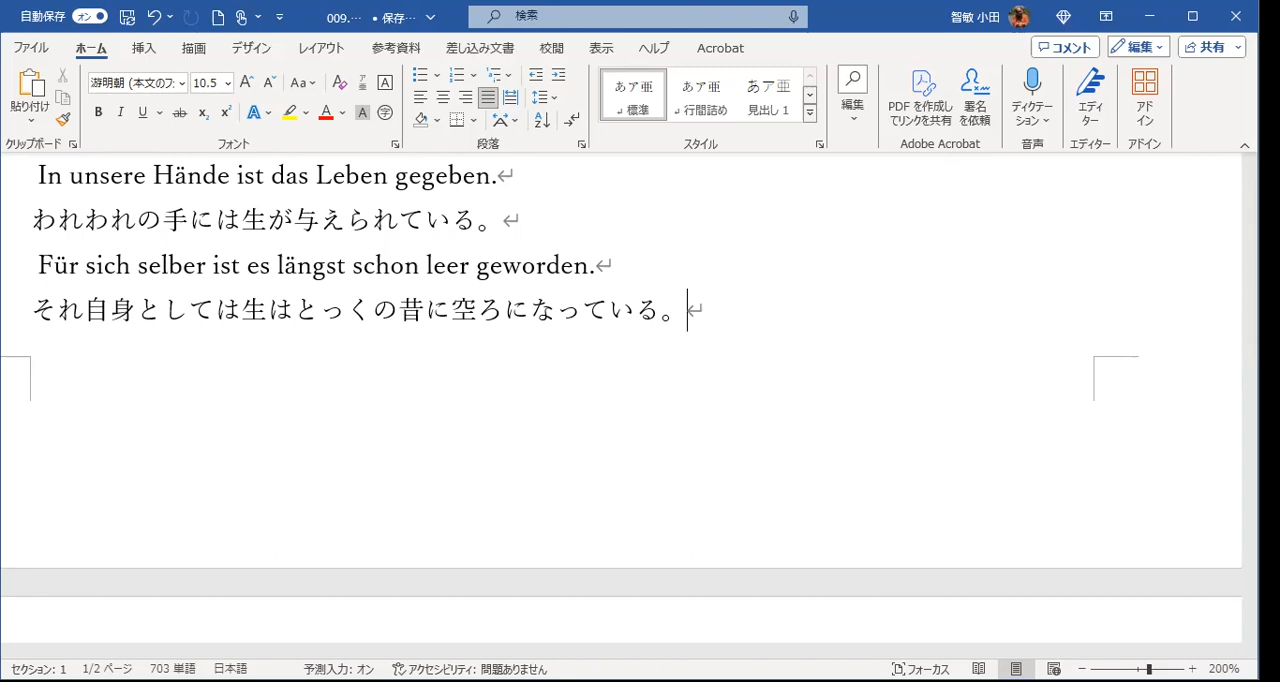 自動保存 オン 009.… • 保存… 検索 智敏 小田
ファイル ホーム 挿入 描画 デザイン レイアウト 参考資料 差し込み文書 校閲 表示 ヘルプ Acrobat コメント 編集 共有
貼り付け 游明朝 (本文のフ: 10.5 A A Aa A A
B I U ab x₂ x² A A A 字
あア亜 あア亜 あア亜
標準 行間詰め 見出し 1
編集
PDF を作成し
てリンクを共有
署名
を依頼
ディクテー
ション
エディ
ター
アド
イン
クリップボード フォント 段落 スタイル Adobe Acrobat 音声 エディター アドイン
In unsere Hände ist das Leben gegeben.↵
われわれの手には生が与えられている。↵
Für sich selber ist es längst schon leer geworden.↵
それ自身としては生はとっくの昔に空ろになっている。↵
セクション: 1 1/2 ページ 703 単語 日本語 予測入力: オン アクセシビリティ: 問題ありません フォーカス 200%